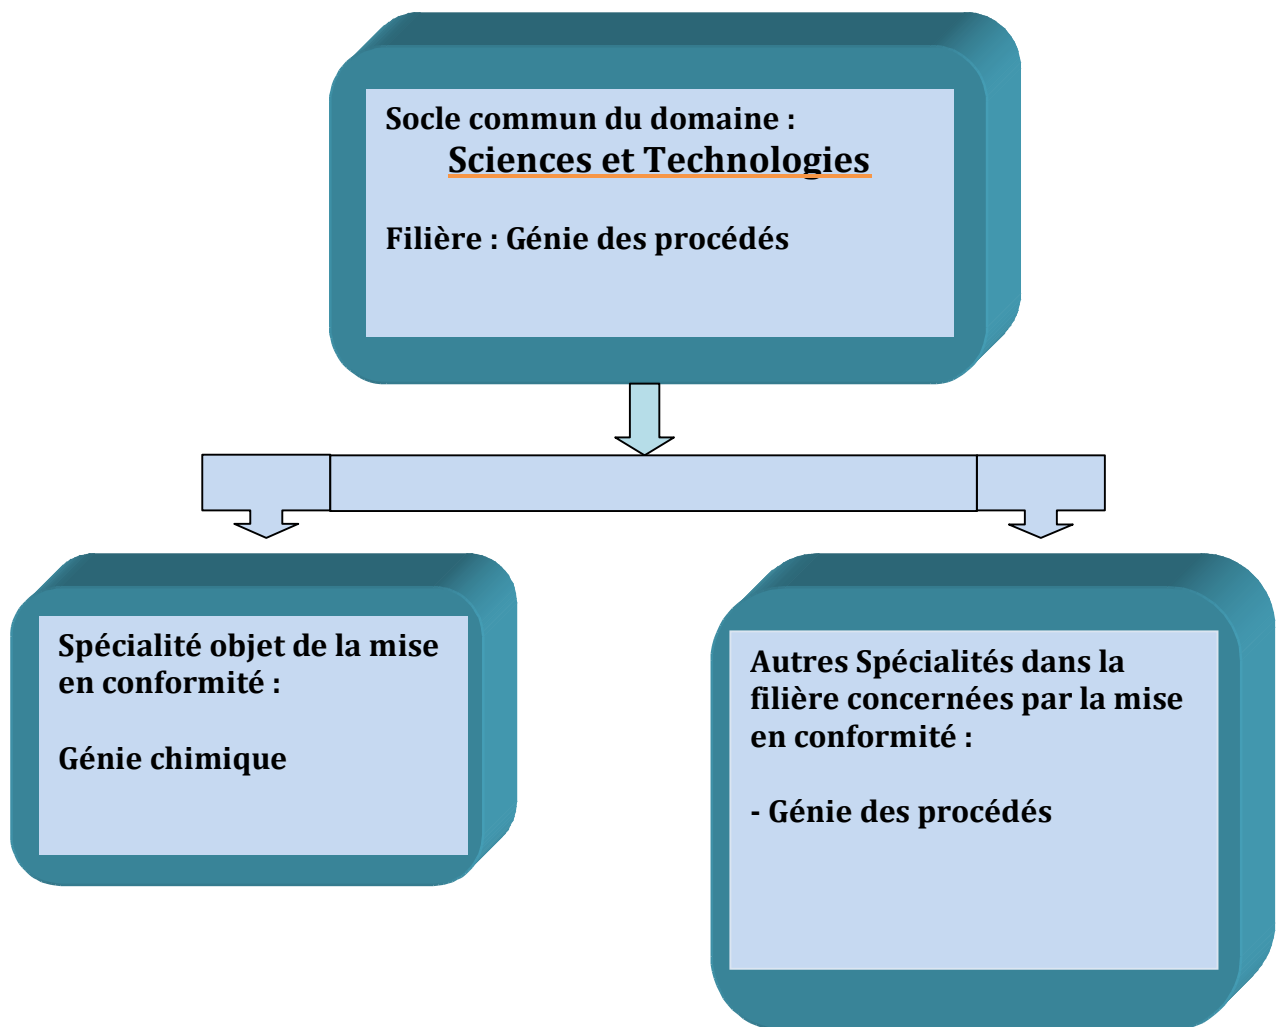 Socle commun du domaine :
Sciences et Technologies
Filière : Génie des procédés
Spécialité objet de la mise
en conformité :
Génie chimique
Autres Spécialités dans la
filière concernées par la mise
en conformité :
- Génie des procédés